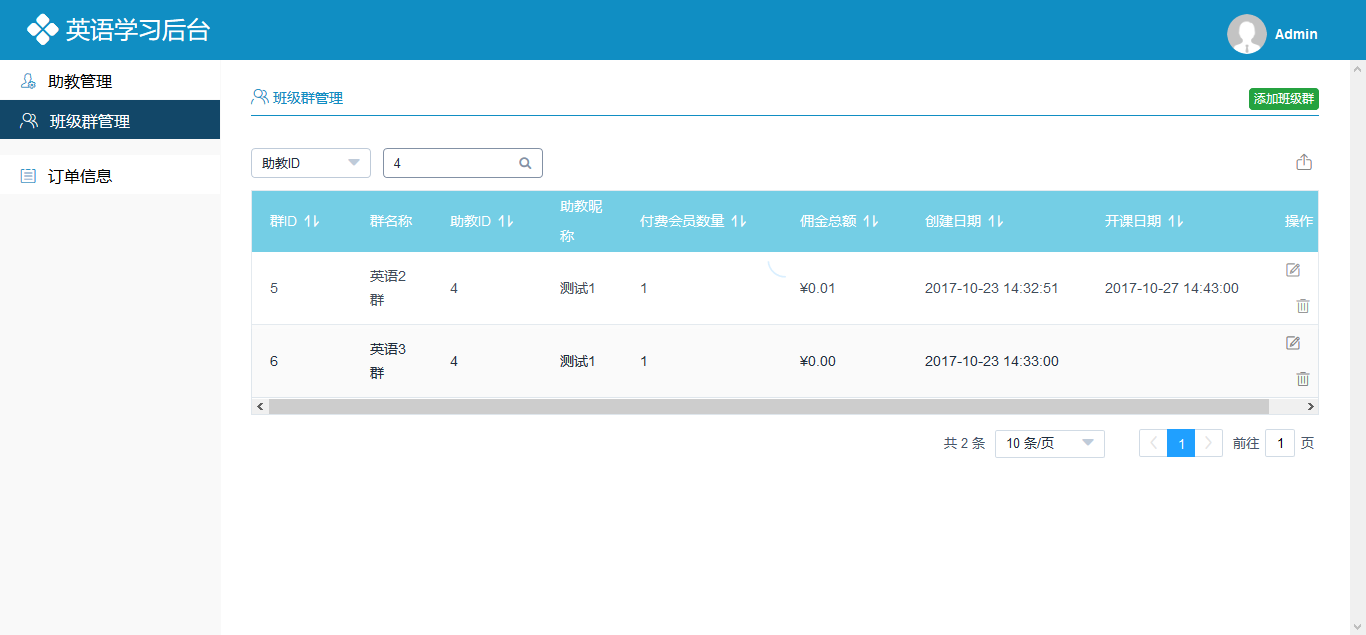 英语学习后台
Admin
助教管理
班级群管理
订单信息
班级群管理
添加班级群
助教ID
4
群ID 群名称 助教ID 助教昵称 付费会员数量 佣金总额 创建日期 开课日期 操作
5 英语2群 4 测试1 1 ¥0.01 2017-10-23 14:32:51 2017-10-27 14:43:00
6 英语3群 4 测试1 1 ¥0.00 2017-10-23 14:33:00
共 2 条 10 条/页 1 前往 1 页